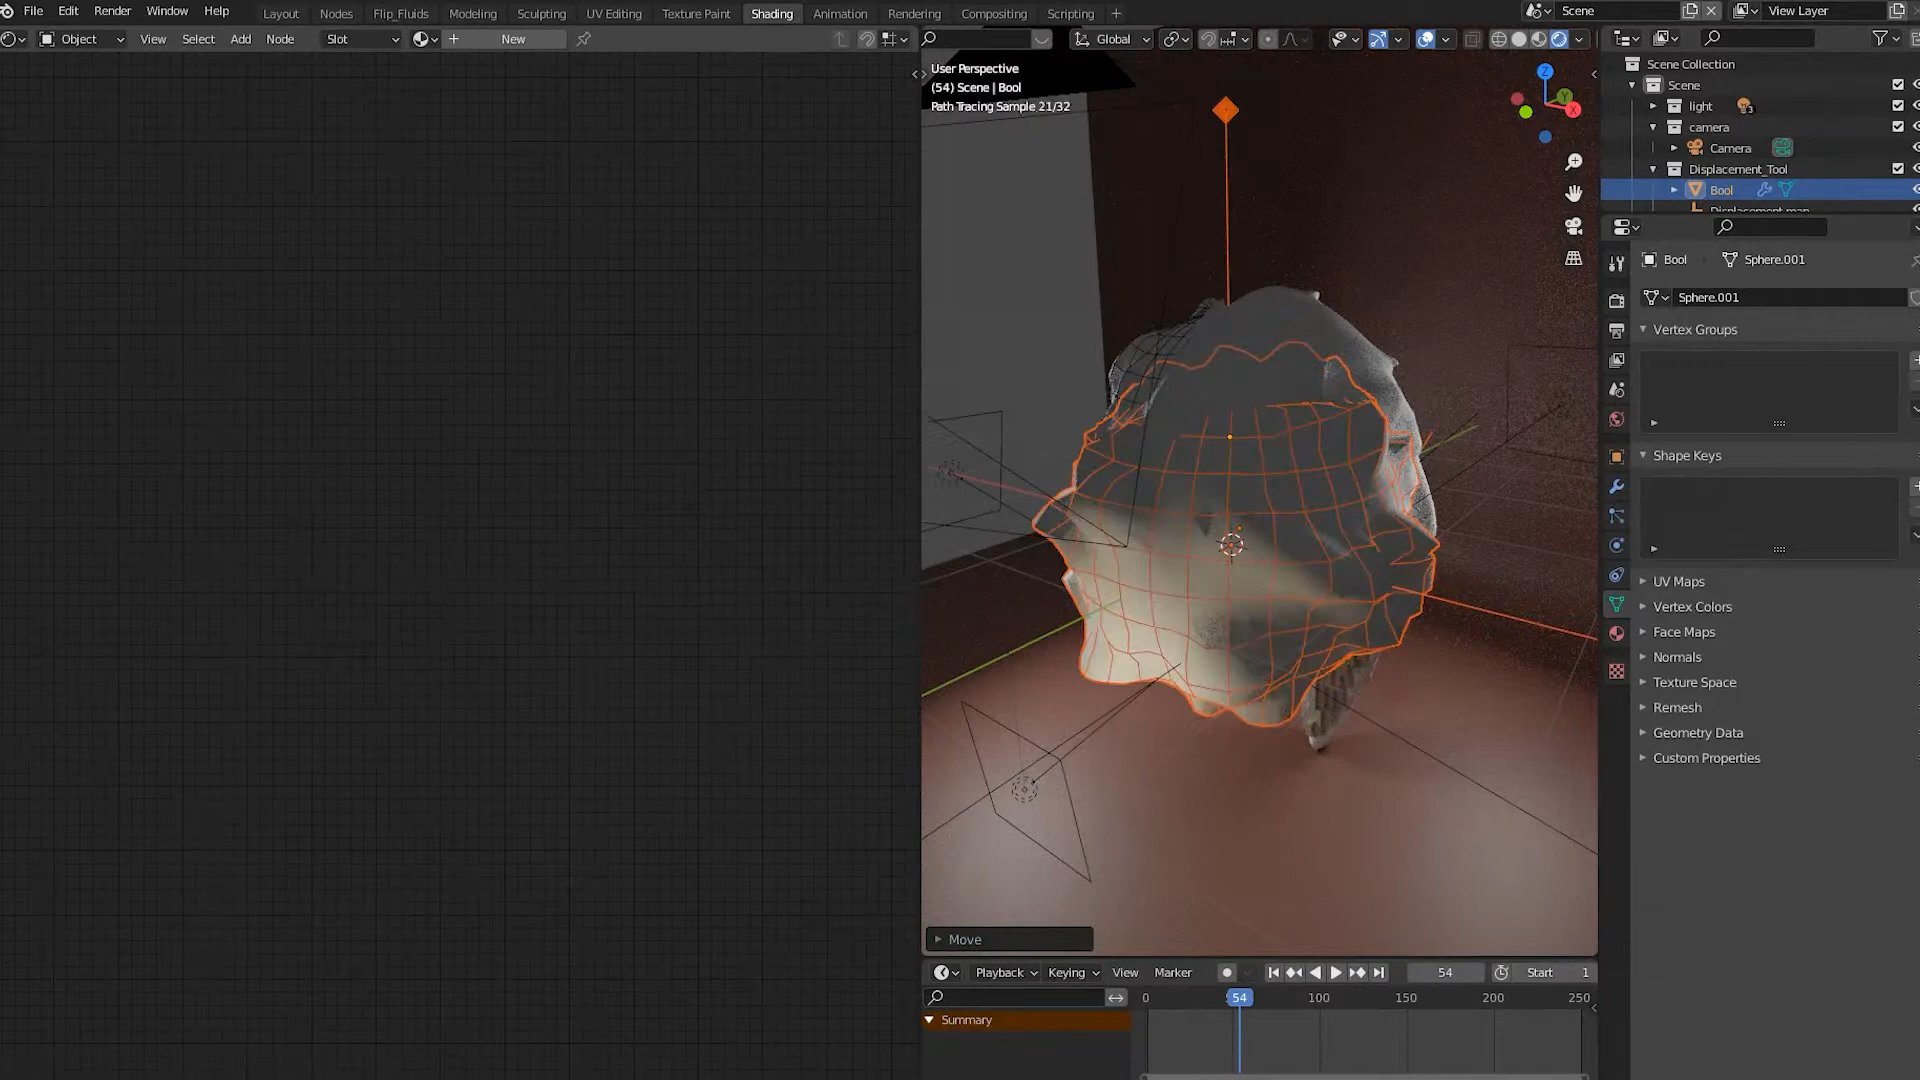 File Edit Render Window Help Layout Nodes Flip_Fluids Modeling Sculpting UV Editing Texture Paint Shading Animation Rendering Compositing Scripting + Scene View Layer
Object View Select Add Node Slot New Global
User Perspective
(54) Scene | Bool
Path Tracing Sample 21/32
Z
Y
X
Move
Playback Keying View Marker 54 Start 1
0 54 100 150 200 250
Summary
Scene Collection
Scene
light 3
camera
Camera
Displacement_Tool
Bool
Displacement map
Bool Sphere.001
Sphere.001
Vertex Groups
Shape Keys
UV Maps
Vertex Colors
Face Maps
Normals
Texture Space
Remesh
Geometry Data
Custom Properties